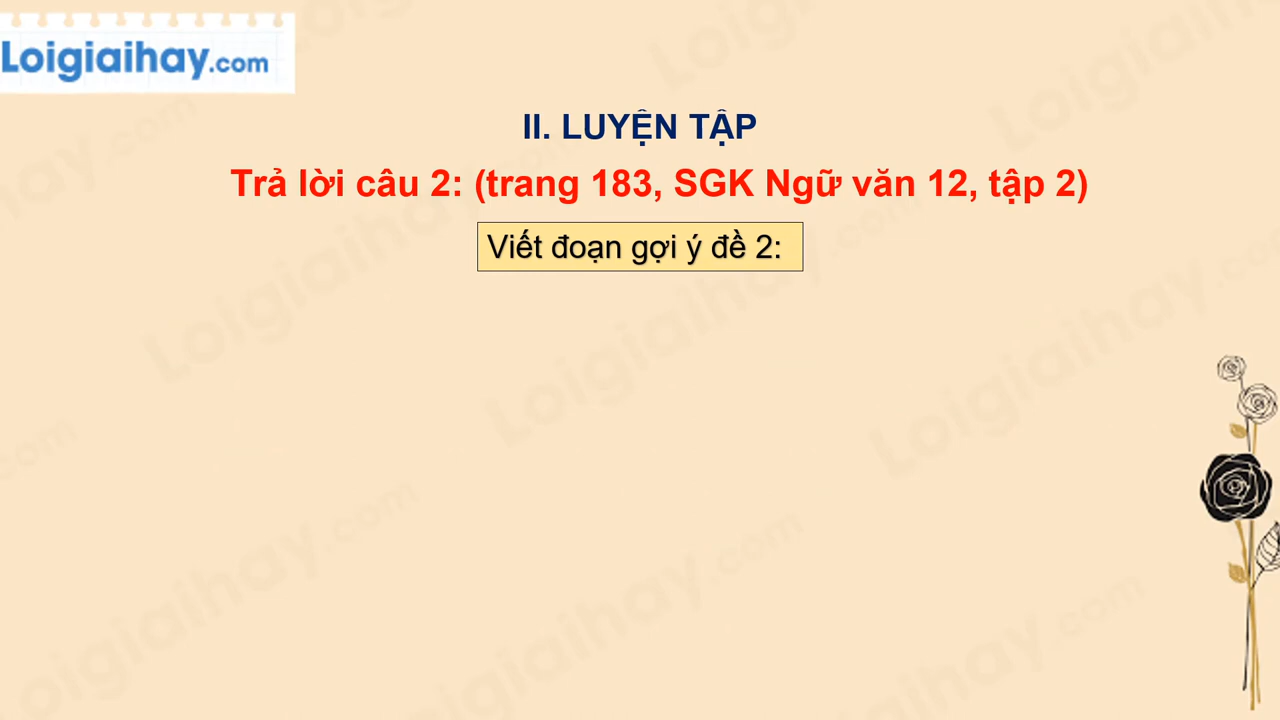 Loigiaihay.com
II. LUYỆN TẬP
Trả lời câu 2: (trang 183, SGK Ngữ văn 12, tập 2)
Viết đoạn gợi ý đề 2: